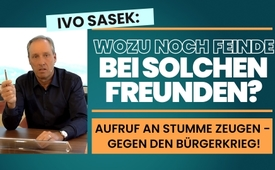 IVO SASEK:
WOZU NOCH FEINDE
BEI SOLCHEN
FREUNDEN?
AUFRUF AN STUMME ZEUGEN -
GEGEN DEN BÜRGERKRIEG!